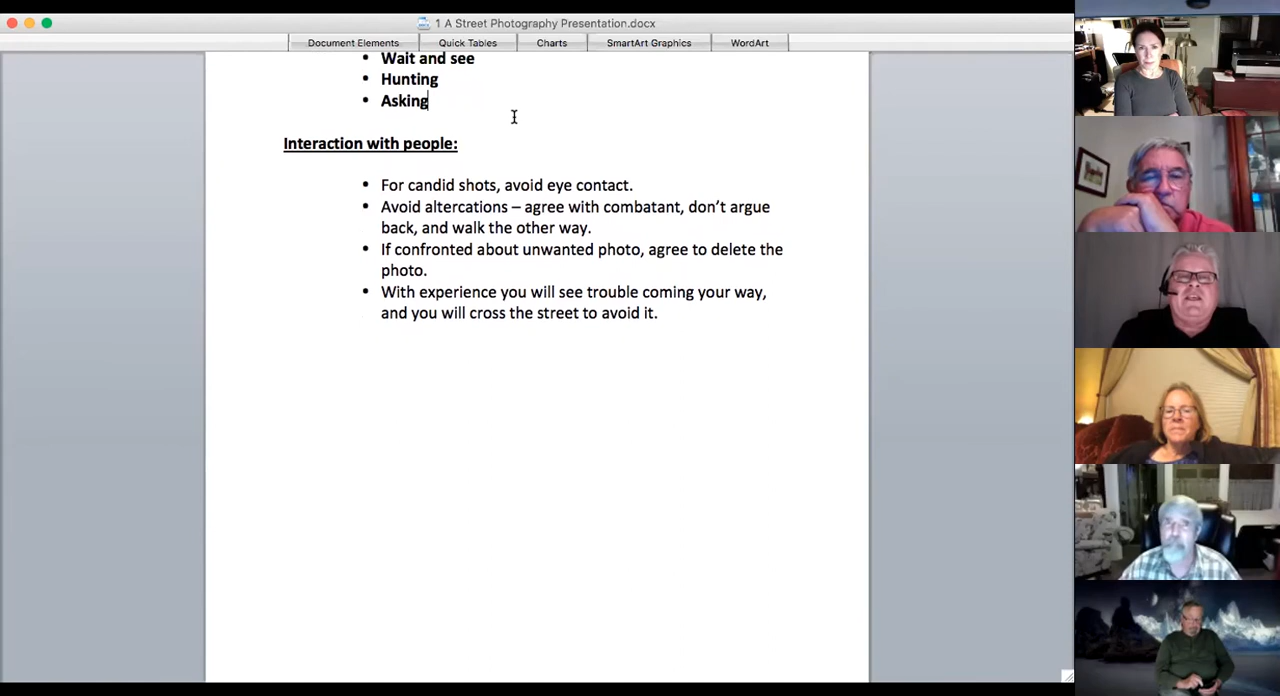 1 A Street Photography Presentation.docx
Document Elements Quick Tables Charts SmartArt Graphics WordArt
• Wait and see
• Hunting
• Asking
Interaction with people:
• For candid shots, avoid eye contact.
• Avoid altercations – agree with combatant, don’t argue
back, and walk the other way.
• If confronted about unwanted photo, agree to delete the
photo.
• With experience you will see trouble coming your way,
and you will cross the street to avoid it.